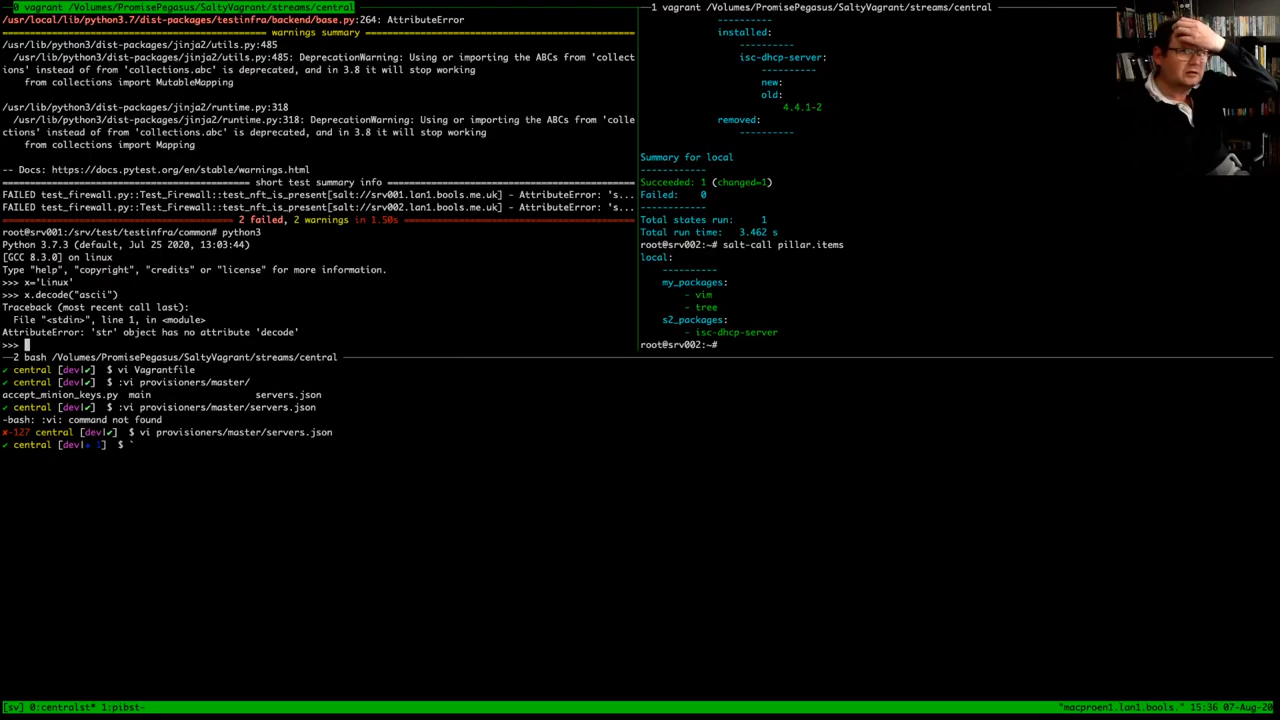 0 vagrant /Volumes/PromisePegasus/SaltyVagrant/streams/central
/usr/local/lib/python3.7/dist-packages/testinfra/backend/base.py:264: AttributeError
warnings summary
/usr/lib/python3/dist-packages/jinja2/utils.py:485
/usr/lib/python3/dist-packages/jinja2/utils.py:485: DeprecationWarning: Using or importing the ABCs from 'collect
ions' instead of from 'collections.abc' is deprecated, and in 3.8 it will stop working
from collections import MutableMapping
/usr/lib/python3/dist-packages/jinja2/runtime.py:318
/usr/lib/python3/dist-packages/jinja2/runtime.py:318: DeprecationWarning: Using or importing the ABCs from 'colle
ctions' instead of from 'collections.abc' is deprecated, and in 3.8 it will stop working
from collections import Mapping
-- Docs: https://docs.pytest.org/en/stable/warnings.html
short test summary info
FAILED test_firewall.py::Test_Firewall::test_nft_is_present[salt://srv001.lan1.bools.me.uk] - AttributeError: 's...
FAILED test_firewall.py::Test_Firewall::test_nft_is_present[salt://srv002.lan1.bools.me.uk] - AttributeError: 's...
2 failed, 2 warnings in 1.50s
root@srv001:/srv/test/testinfra/common# python3
Python 3.7.3 (default, Jul 25 2020, 13:03:44)
[GCC 8.3.0] on linux
Type "help", "copyright", "credits" or "license" for more information.
>>> x='Linux'
>>> x.decode("ascii")
Traceback (most recent call last):
File "<stdin>", line 1, in <module>
AttributeError: 'str' object has no attribute 'decode'
>>>
1 vagrant /Volumes/PromisePegasus/SaltyVagrant/streams/central
----------
installed:
----------
isc-dhcp-server:
----------
new:
old:
4.4.1-2
removed:
----------
Summary for local
------------
Succeeded: 1 (changed=1)
Failed: 0
------------
Total states run: 1
Total run time: 3.462 s
root@srv002:~# salt-call pillar.items
local:
----------
my_packages:
- vim
- tree
s2_packages:
- isc-dhcp-server
root@srv002:~#
2 bash /Volumes/PromisePegasus/SaltyVagrant/streams/central
✔ central [dev|✔] $ vi Vagrantfile
✔ central [dev|✔] $ :vi provisioners/master/
accept_minion_keys.py main servers.json
✔ central [dev|✔] $ :vi provisioners/master/servers.json
-bash: :vi: command not found
✘-127 central [dev|✔] $ vi provisioners/master/servers.json
✔ central [dev|✚ 1] $ `
[sv] 0:centralst* 1:pibst-
"macproen1.lan1.bools." 15:36 07-Aug-20